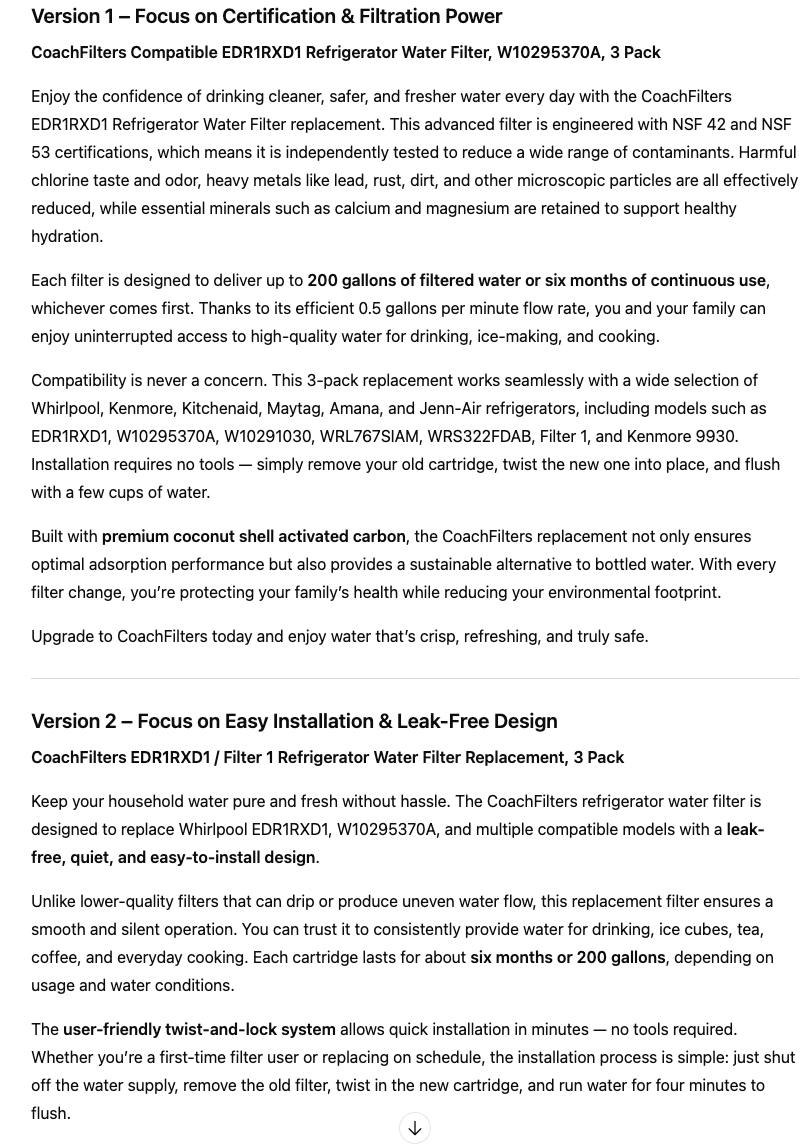 Version 1 – Focus on Certification & Filtration Power
CoachFilters Compatible EDR1RXD1 Refrigerator Water Filter, W10295370A, 3 Pack
Enjoy the confidence of drinking cleaner, safer, and fresher water every day with the CoachFilters
EDR1RXD1 Refrigerator Water Filter replacement. This advanced filter is engineered with NSF 42 and NSF
53 certifications, which means it is independently tested to reduce a wide range of contaminants. Harmful
chlorine taste and odor, heavy metals like lead, rust, dirt, and other microscopic particles are all effectively
reduced, while essential minerals such as calcium and magnesium are retained to support healthy
hydration.
Each filter is designed to deliver up to 200 gallons of filtered water or six months of continuous use,
whichever comes first. Thanks to its efficient 0.5 gallons per minute flow rate, you and your family can
enjoy uninterrupted access to high-quality water for drinking, ice-making, and cooking.
Compatibility is never a concern. This 3-pack replacement works seamlessly with a wide selection of
Whirlpool, Kenmore, Kitchenaid, Maytag, Amana, and Jenn-Air refrigerators, including models such as
EDR1RXD1, W10295370A, W10291030, WRL767SIAM, WRS322FDAB, Filter 1, and Kenmore 9930.
Installation requires no tools — simply remove your old cartridge, twist the new one into place, and flush
with a few cups of water.
Built with premium coconut shell activated carbon, the CoachFilters replacement not only ensures
optimal adsorption performance but also provides a sustainable alternative to bottled water. With every
filter change, you're protecting your family's health while reducing your environmental footprint.
Upgrade to CoachFilters today and enjoy water that's crisp, refreshing, and truly safe.
Version 2 – Focus on Easy Installation & Leak-Free Design
CoachFilters EDR1RXD1 / Filter 1 Refrigerator Water Filter Replacement, 3 Pack
Keep your household water pure and fresh without hassle. The CoachFilters refrigerator water filter is
designed to replace Whirlpool EDR1RXD1, W10295370A, and multiple compatible models with a leak-
free, quiet, and easy-to-install design.
Unlike lower-quality filters that can drip or produce uneven water flow, this replacement filter ensures a
smooth and silent operation. You can trust it to consistently provide water for drinking, ice cubes, tea,
coffee, and everyday cooking. Each cartridge lasts for about six months or 200 gallons, depending on
usage and water conditions.
The user-friendly twist-and-lock system allows quick installation in minutes — no tools required.
Whether you're a first-time filter user or replacing on schedule, the installation process is simple: just shut
off the water supply, remove the old filter, twist in the new cartridge, and run water for four minutes to
flush.